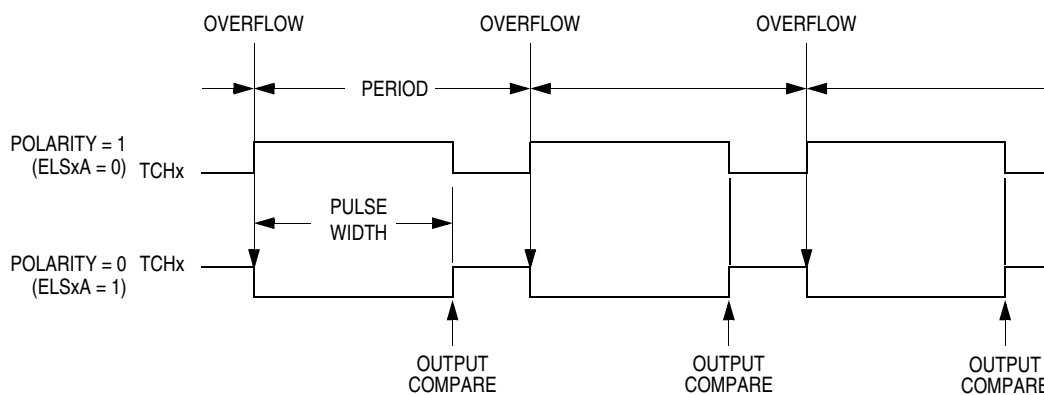 OVERFLOW
OVERFLOW
OVERFLOW
PERIOD
POLARITY = 1
(ELSxA = 0)
TCHx
PULSE
WIDTH
POLARITY = 0
TCHx
(ELSxA = 1)
OUTPUT
COMPARE
OUTPUT
COMPARE
OUTPUT
COMPARE